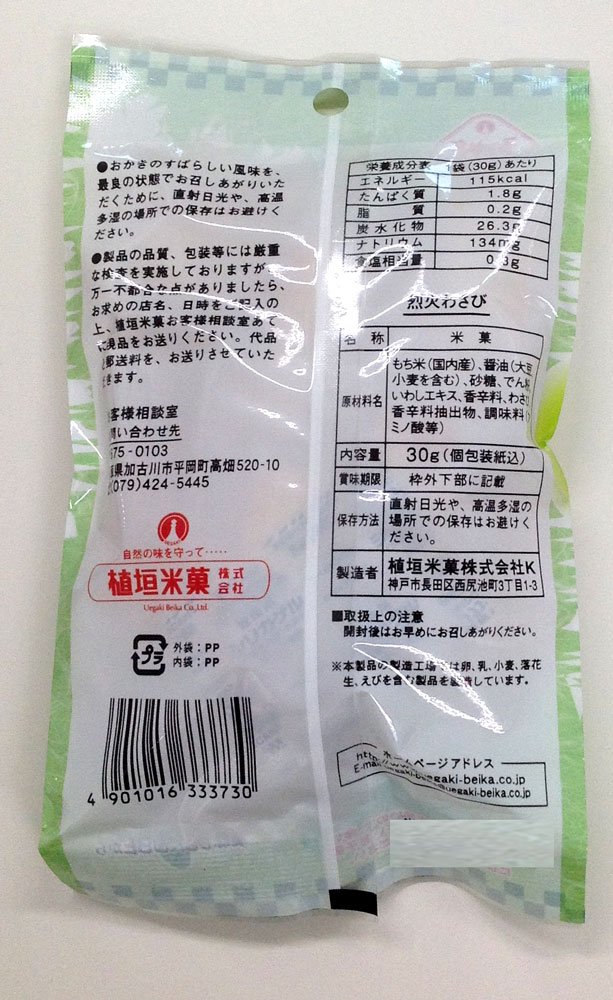 ●おかきのすばらしい風味を、
最良の状態でお召しあがりいた
だくために、直射日光や、高温
多湿の場所での保存はお避けく
ださい。
●製品の品質、包装等には厳重
な検査を実施しておりますが、
万一不都合な点がありましたら、
お求めの店名、日時をご記入の
上、植垣米菓お客様相談室あて
現品をお送りください。代品
郵送料を、お送りさせていた
きます。
客様相談室
問い合わせ先
675-0103
県加古川市平岡町高畑520-10
(079)424-5445
自然の味を守って‥‥‥
植垣米菓 株式会社
Uegaki Beika Co.,Ltd.
プラ
外袋：PP
内袋：PP
4 901016 333730
栄養成分表 袋(30g)あたり
エネルギー 115kcal
たんぱく質 1.8g
脂質 0.2g
炭水化物 26.3g
ナトリウム 134mg
食塩相当量 0.3g
烈火わさび
名称 米菓
原材料名 もち米(国内産)、醤油(大豆
小麦を含む)、砂糖、でん粉
いわしエキス、香辛料、わさび
香辛料抽出物、調味料(ア
ミノ酸等)
内容量 30g(個包装紙込)
賞味期限 枠外下部に記載
保存方法 直射日光や、高温多湿の
場所での保存はお避けく
ださい。
製造者 植垣米菓株式会社K
神戸市長田区西尻池町3丁目1-3
■取扱上の注意
開封後はお早めにお召しあがりください。
※本製品の製造工場では卵、乳、小麦、落花
生、えびを含む製品を製造しています。
ホームページアドレス
http uegaki-beika.co.jp
E-mail uegaki-beika.co.jp